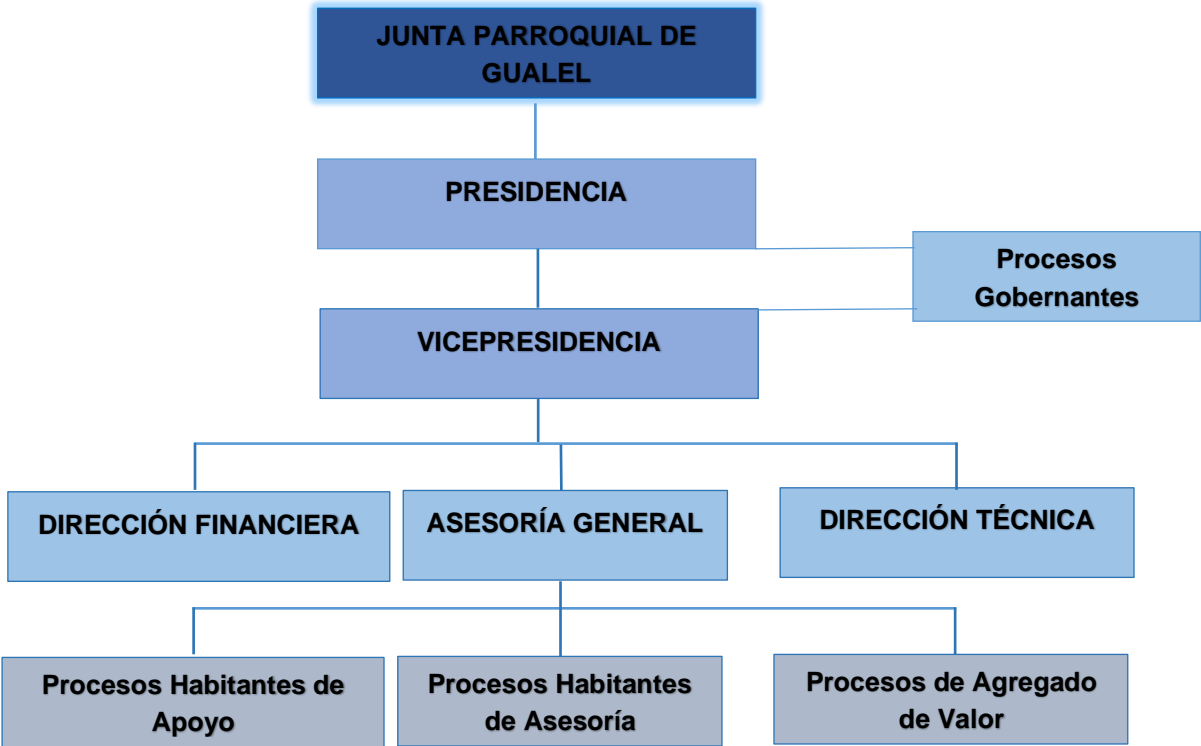 JUNTA PARROQUIAL DE
GUALEL
PRESIDENCIA
Procesos
Gobernantes
VICEPRESIDENCIA
DIRECCIÓN FINANCIERA
ASESORÍA GENERAL
DIRECCIÓN TÉCNICA
Procesos Habitantes de
Apoyo
Procesos Habitantes
de Asesoría
Procesos de Agregado
de Valor